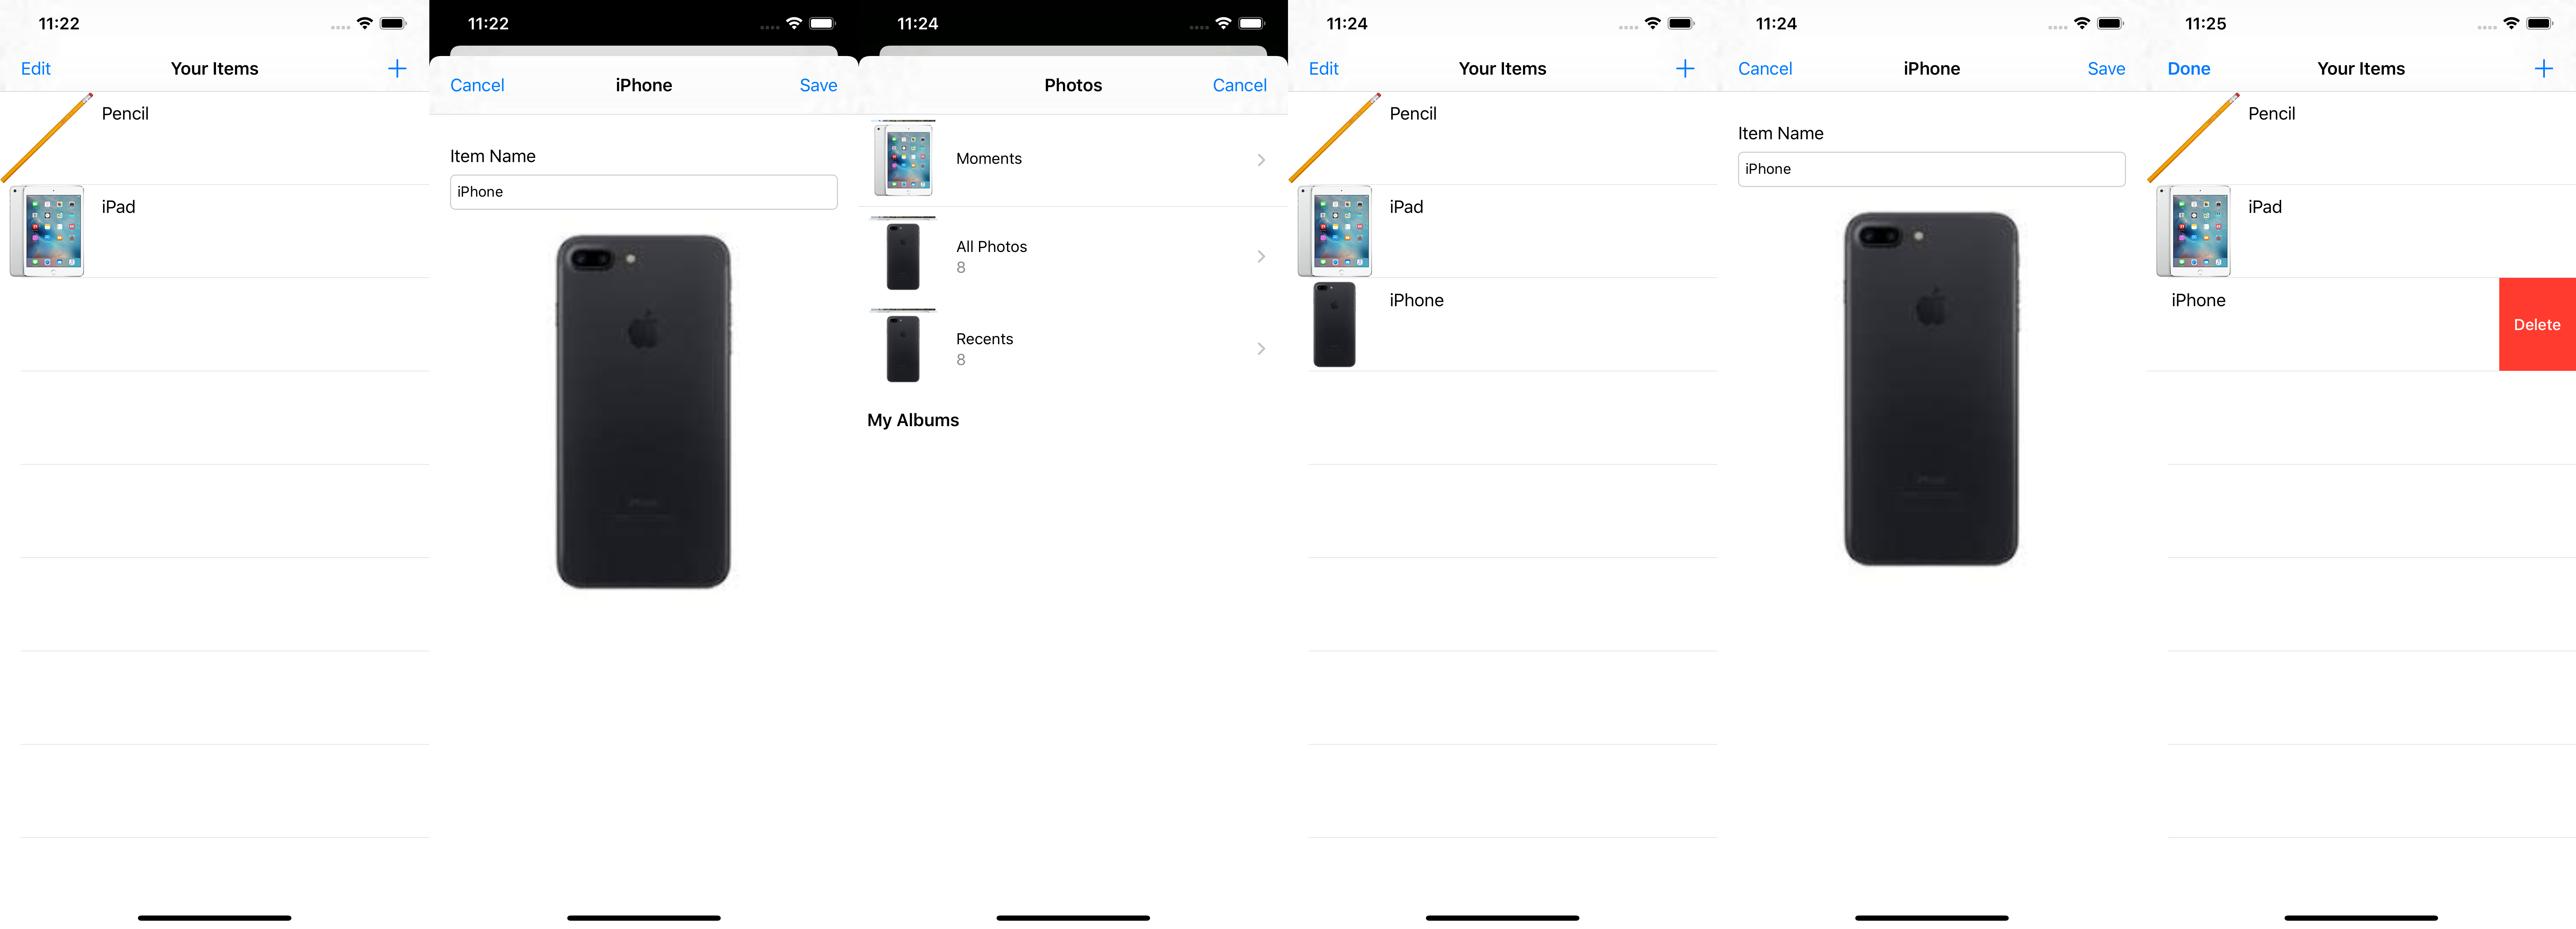 11:22
Edit Your Items +
Pencil
iPad
11:22
Cancel iPhone Save
Item Name
iPhone
11:24
Photos Cancel
Moments
All Photos
8
Recents
8
My Albums
11:24
Edit Your Items +
Pencil
iPad
iPhone
11:24
Cancel iPhone Save
Item Name
iPhone
11:25
Done Your Items +
Pencil
iPad
iPhone
Delete